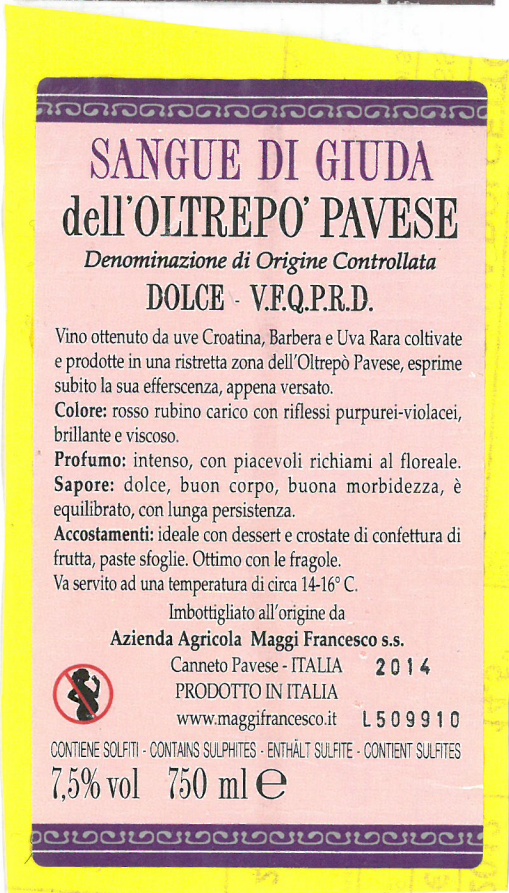 SANGUE DI GIUDA
dell'OLTREPO' PAVESE
Denominazione di Origine Controllata
DOLCE - V.F.Q.P.R.D.
Vino ottenuto da uve Croatina, Barbera e Uva Rara coltivate
e prodotte in una ristretta zona dell'Oltrepò Pavese, esprime
subito la sua efferscenza, appena versato.
Colore: rosso rubino carico con riflessi purpurei-violacei,
brillante e viscoso.
Profumo: intenso, con piacevoli richiami al floreale.
Sapore: dolce, buon corpo, buona morbidezza, è
equilibrato, con lunga persistenza.
Accostamenti: ideale con dessert e crostate di confettura di
frutta, paste sfoglie. Ottimo con le fragole.
Va servito ad una temperatura di circa 14-16° C.
Imbottigliato all'origine da
Azienda Agricola Maggi Francesco s.s.
Canneto Pavese - ITALIA 2014
PRODOTTO IN ITALIA
www.maggifrancesco.it L509910
CONTIENE SOLFITI - CONTAINS SULPHITES - ENTHÄLT SULFITE - CONTIENT SULFITES
7,5% vol 750 ml e